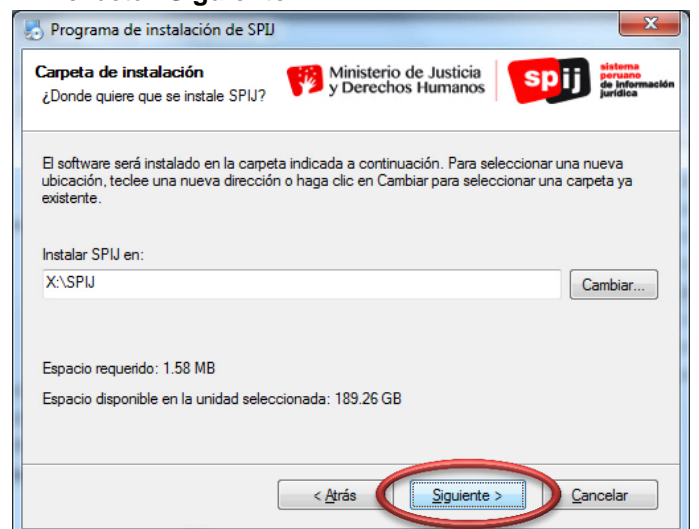 Siguiente
Programa de instalación de SPIJ
Carpeta de instalación
¿Donde quiere que se instale SPIJ?
Ministerio de Justicia
y Derechos Humanos
spij
sistema
peruano
de información
jurídica
El software será instalado en la carpeta indicada a continuación. Para seleccionar una nueva
ubicación, teclee una nueva dirección o haga clic en Cambiar para seleccionar una carpeta ya
existente.
Instalar SPIJ en:
X:\SPIJ
Cambiar...
Espacio requerido: 1.58 MB
Espacio disponible en la unidad seleccionada: 189.26 GB
< Atrás
Siguiente >
Cancelar